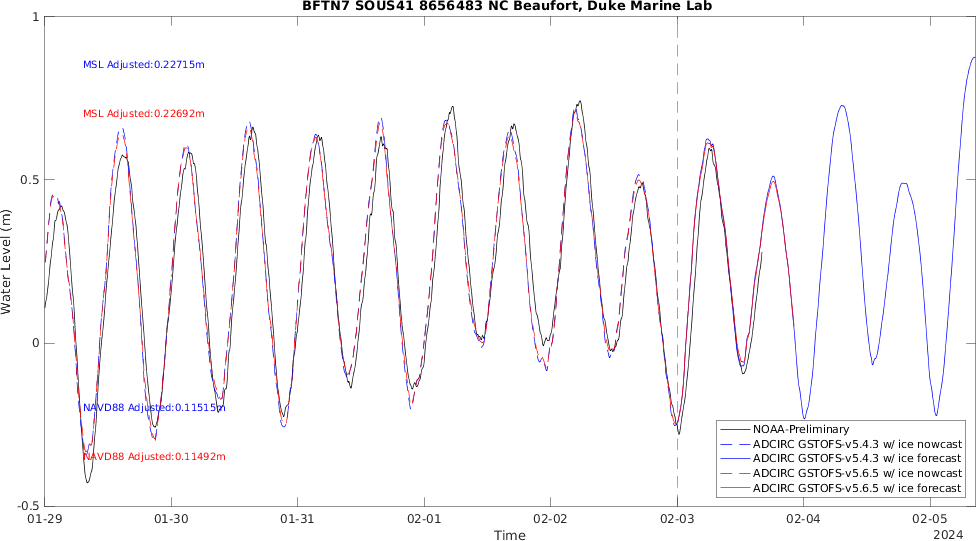 BFTN7 SOUS41 8656483 NC Beaufort, Duke Marine Lab
1
MSL Adjusted:0.22715m
MSL Adjusted:0.22692m
0.5
Water Level (m)
0
NAVD88 Adjusted:0.11515m
NAVD88 Adjusted:0.11492m
NOAA-Preliminary
ADCIRC GSTOFS-v5.4.3 w/ ice nowcast
ADCIRC GSTOFS-v5.4.3 w/ ice forecast
ADCIRC GSTOFS-v5.6.5 w/ ice nowcast
ADCIRC GSTOFS-v5.6.5 w/ ice forecast
-0.5
01-29 01-30 01-31 02-01 02-02 02-03 02-04 02-05
Time
2024